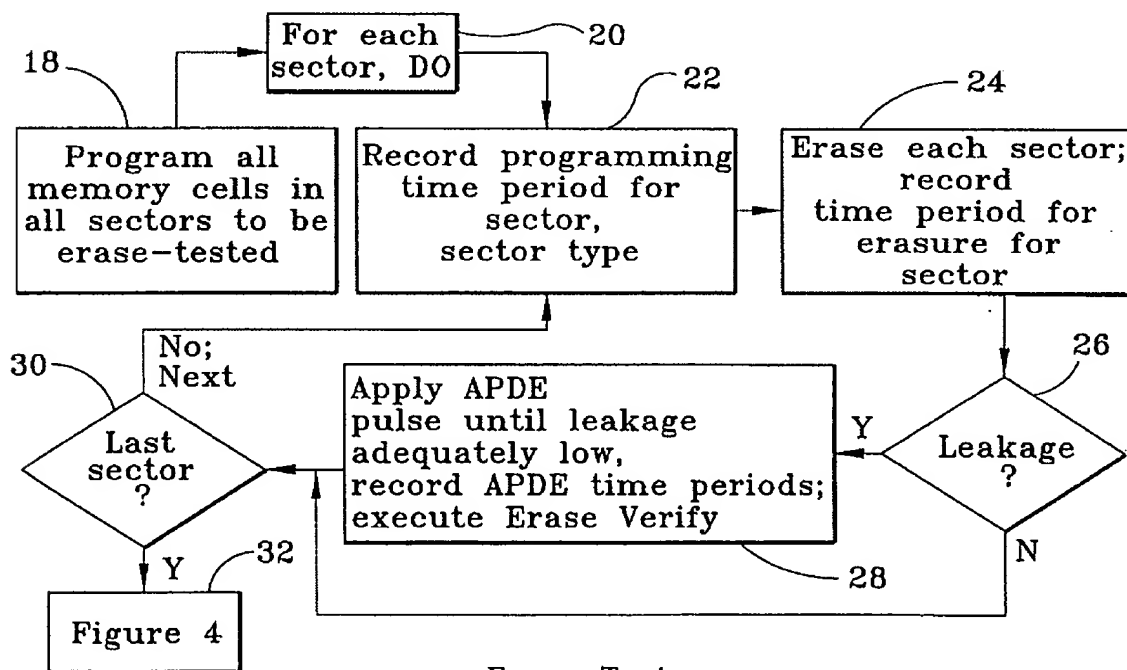 For each
sector, DO
20
18
22
24
Program all
memory cells in
all sectors to be
erase-tested
Record programming
time period for
sector,
sector type
Erase each sector;
record
time period for
erasure for
sector
No;
Next
30
26
Last
sector
?
Apply APDE
pulse until leakage
adequately low,
record APDE time periods;
execute Erase Verify
Y
Leakage
?
N
28
Y
32
Figure 4